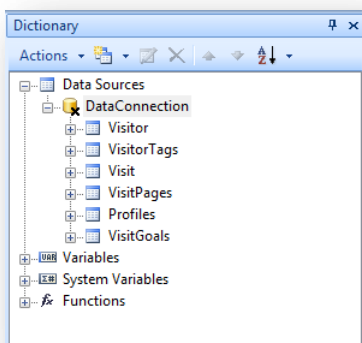 Dictionary
Actions
Data Sources
DataConnection
Visitor
VisitorTags
Visit
VisitPages
Profiles
VisitGoals
Variables
System Variables
Functions